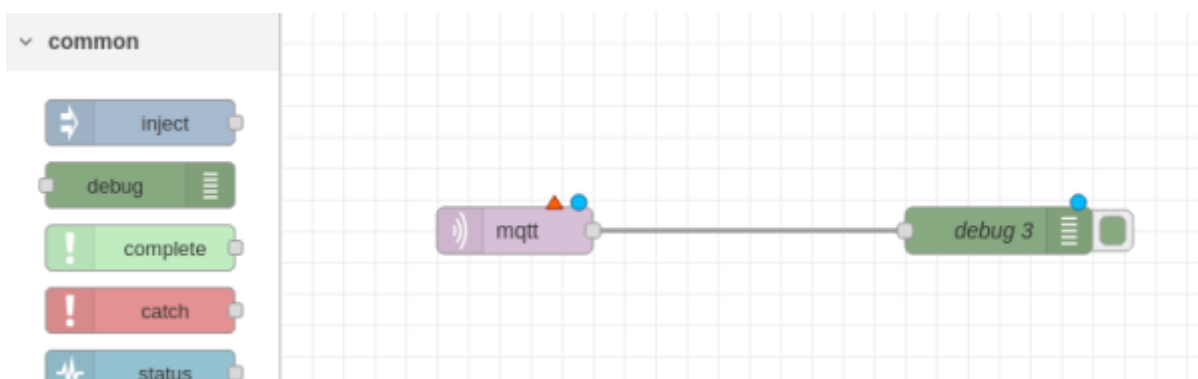 common
inject
debug
complete
catch
status
mqtt
debug 3